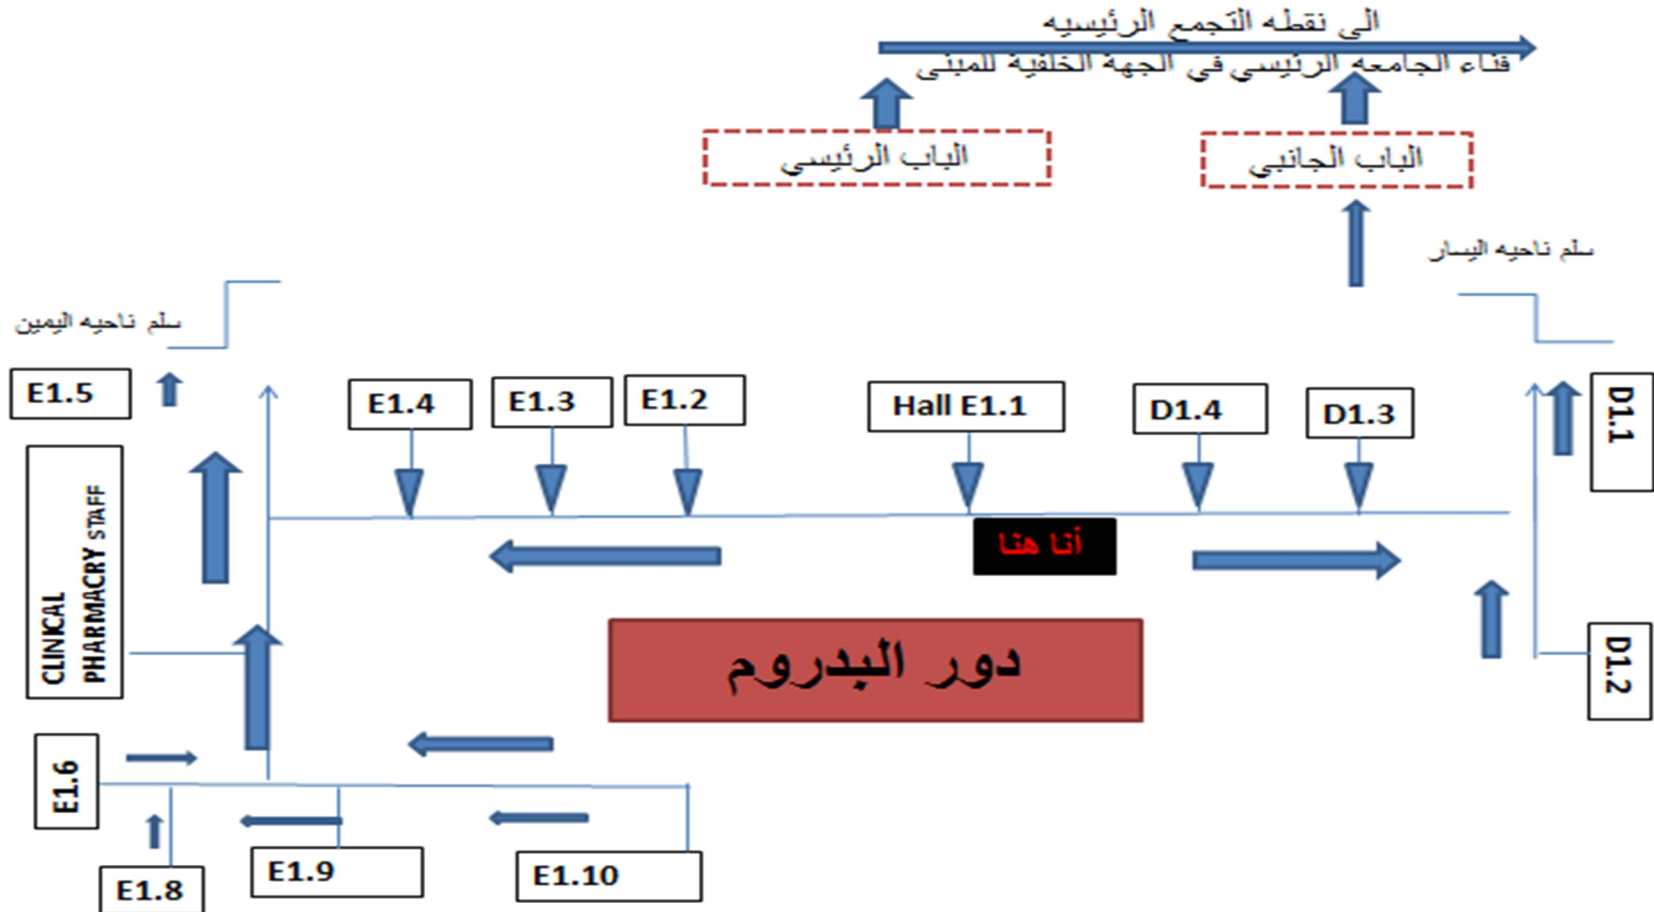 الى نقطه التجمع الرئيسيه
فناء الجامعه الرئيسي في الجهة الخلفية للمبنى
الباب الرئيسي
الباب الجانبي
سلم ناحيه اليسار
سلم ناحيه اليمين
E1.5
E1.4
E1.3
E1.2
Hall E1.1
D1.4
D1.3
D1.1
أنا هنا
CLINICAL
PHARMACRY STAFF
دور البدروم
D1.2
E1.6
E1.8
E1.9
E1.10